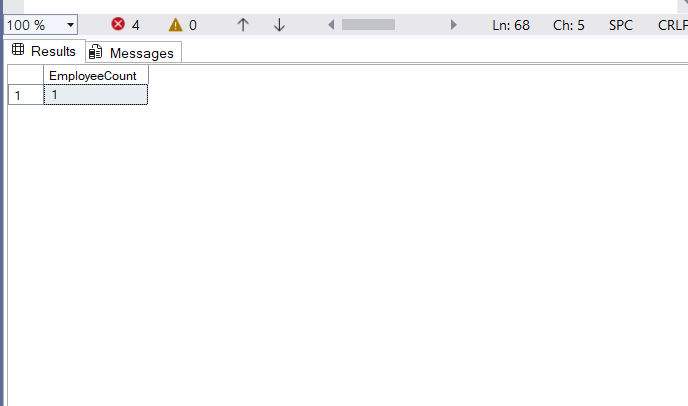 100 % 4 0 Ln: 68 Ch: 5 SPC CRLF
Results Messages
EmployeeCount
1 1